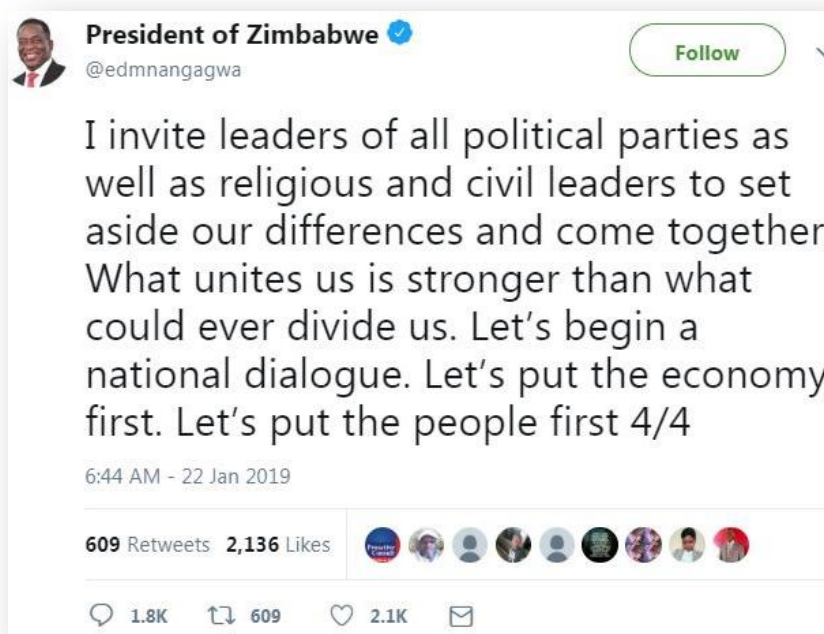 President of Zimbabwe
@edmnangagwa
Follow
I invite leaders of all political parties as
well as religious and civil leaders to set
aside our differences and come together
What unites us is stronger than what
could ever divide us. Let’s begin a
national dialogue. Let’s put the economy
first. Let’s put the people first 4/4
6:44 AM - 22 Jan 2019
609 Retweets 2,136 Likes
1.8K 609 2.1K